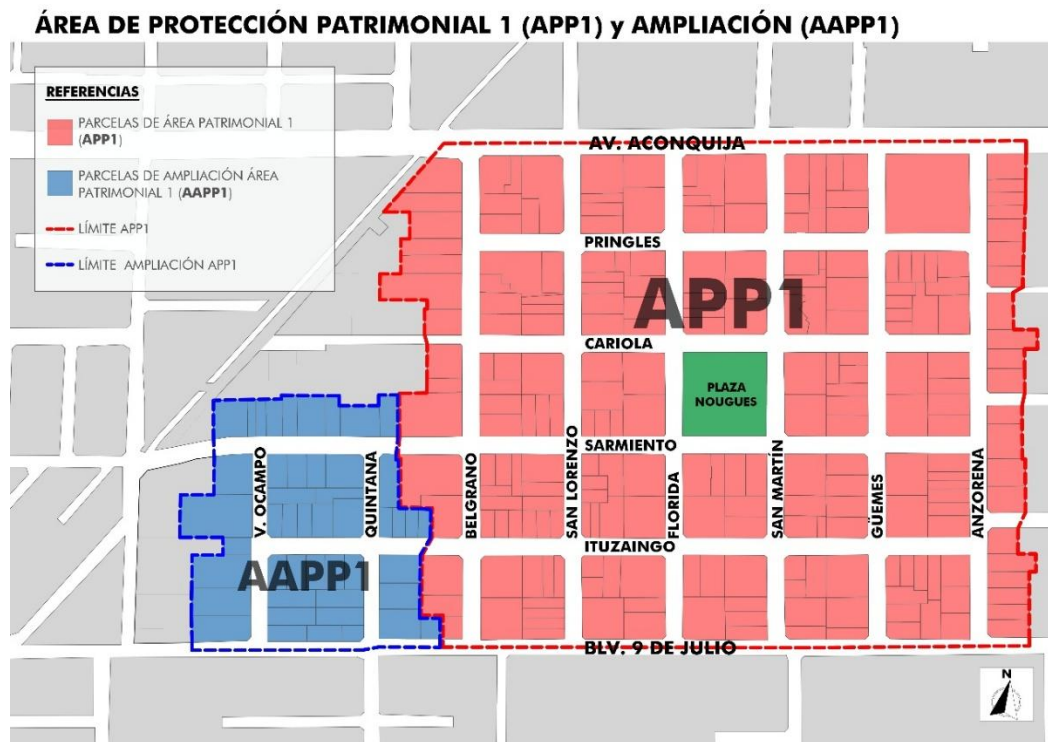 ÁREA DE PROTECCIÓN PATRIMONIAL 1 (APP1) y AMPLIACIÓN (AAPP1)
REFERENCIAS
PARCELAS DE ÁREA PATRIMONIAL 1
(APP1)
PARCELAS DE AMPLIACIÓN ÁREA
PATRIMONIAL 1 (AAPP1)
LÍMITE APP1
LÍMITE AMPLIACIÓN APP1
AV. ACONQUIJA
PRINGLES
APP1
CARIOLA
PLAZA
NOUGUES
SARMIENTO
V. OCAMPO
QUINTANA
BELGRANO
SAN LORENZO
FLORIDA
SAN MARTÍN
GÜEMES
ANZORENA
ITUZAINGO
AAPP1
BLV. 9 DE JULIO
N